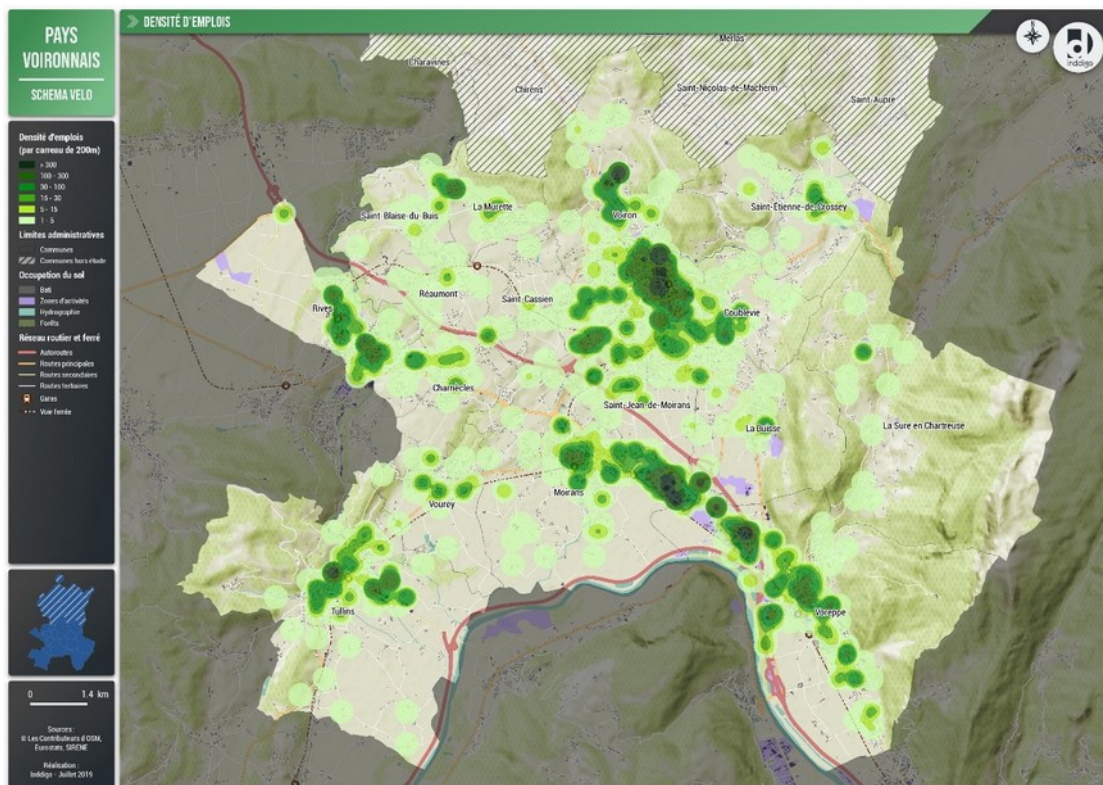 PAYS
VOIRONNAIS
SCHEMA VELO
DENSITÉ D'EMPLOIS
inddigo
Densité d'emplois
(par carreau de 200m)
> 300
100 - 300
30 - 100
15 - 30
5 - 15
1 - 5
Limites administratives
Communes
Communes hors étude
Occupation du sol
Bati
Zones d'activités
Hydrographie
Forêts
Réseau routier et ferré
Autoroutes
Routes principales
Routes secondaires
Routes tertiaires
Gares
Voie ferrée
0 1.4 km
Sources :
© Les Contributeurs d'OSM,
Eurostats, SIRENE
Réalisation :
Inddigo - Juillet 2019
Merlas
Charavines
Chirens
Saint-Nicolas-de-Macherin
Saint-Aupre
La Murette
Saint-Blaise-du-Buis
Voiron
Saint-Étienne-de-Crossey
Réaumont
Saint-Cassien
Rives
Coublevie
Charnècles
Saint-Jean-de-Moirans
La Buisse
La Sure en Chartreuse
Moirans
Vourey
Tullins
Voreppe